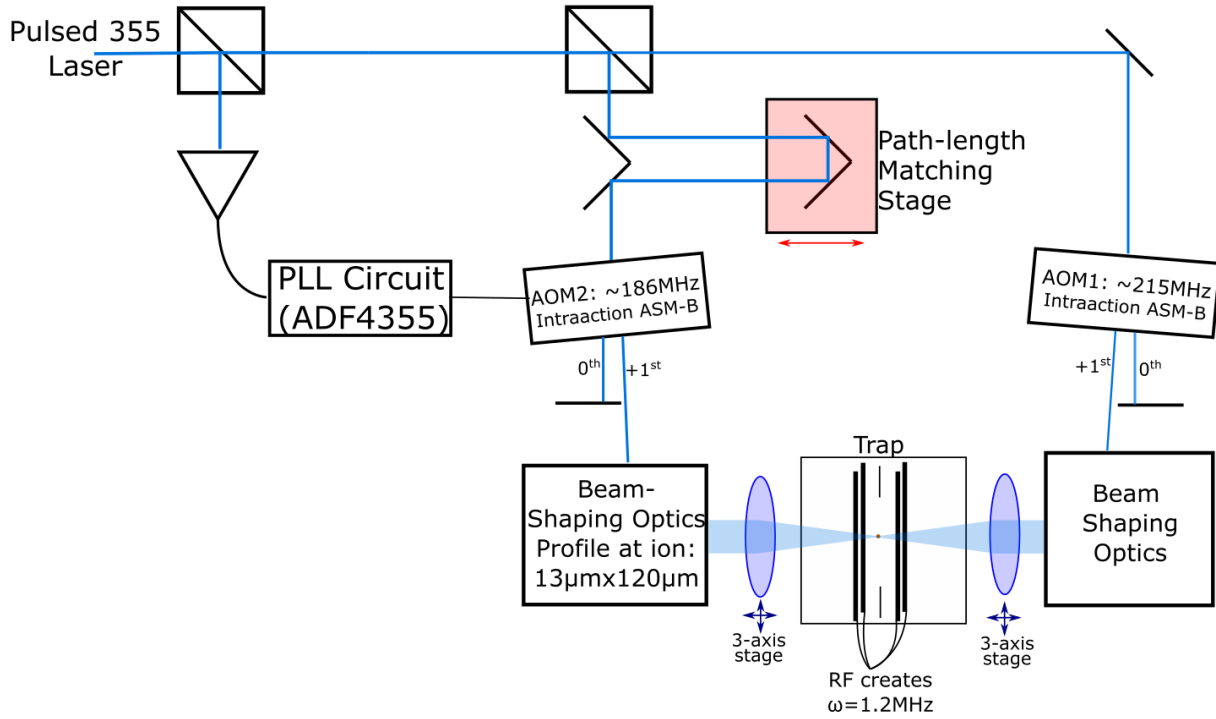 Pulsed 355
Laser
Path-length
Matching
Stage
PLL Circuit
(ADF4355)
AOM2: ~186MHz
Intraaction ASM-B
AOM1: ~215MHz
Intraaction ASM-B
0th
+1st
+1st
0th
Trap
Beam-
Shaping Optics
Profile at ion:
13µmx120µm
Beam
Shaping
Optics
3-axis
stage
3-axis
stage
RF creates
ω=1.2MHz